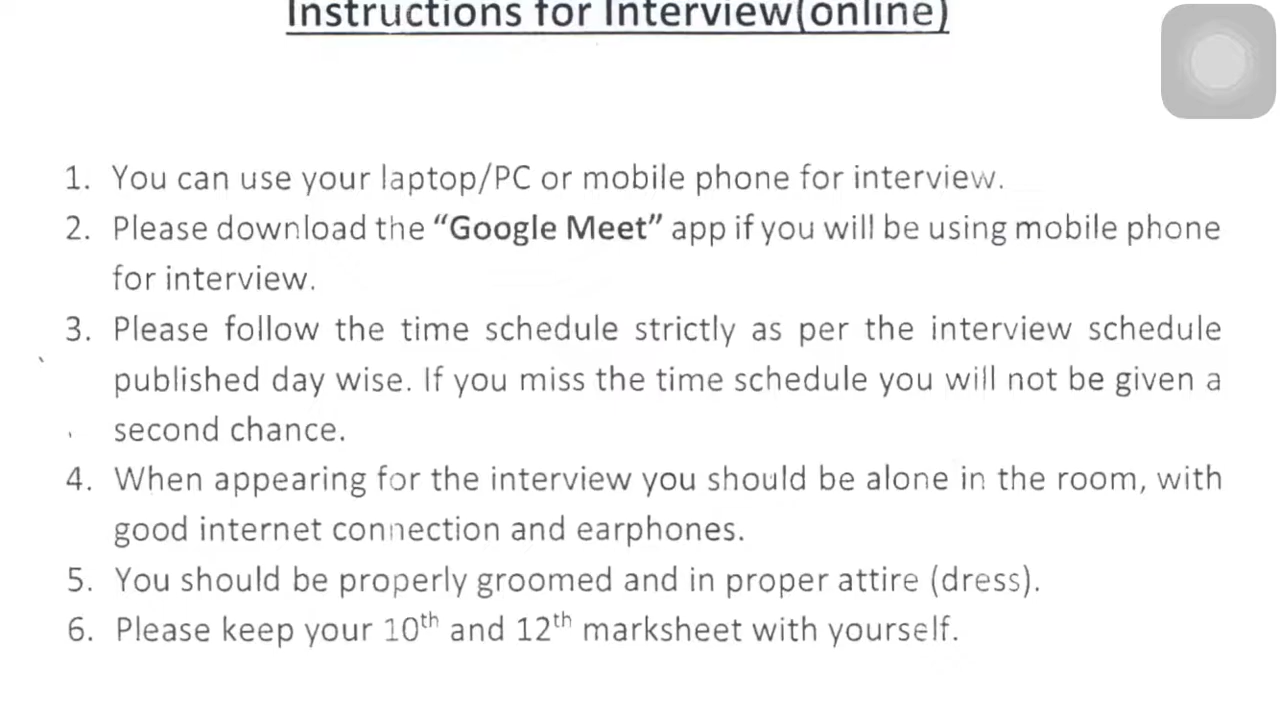 Instructions for Interview(online)
1. You can use your laptop/PC or mobile phone for interview.
2. Please download the “Google Meet” app if you will be using mobile phone
for interview.
3. Please follow the time schedule strictly as per the interview schedule
published day wise. If you miss the time schedule you will not be given a
second chance.
4. When appearing for the interview you should be alone in the room, with
good internet connection and earphones.
5. You should be properly groomed and in proper attire (dress).
6. Please keep your 10th and 12th marksheet with yourself.